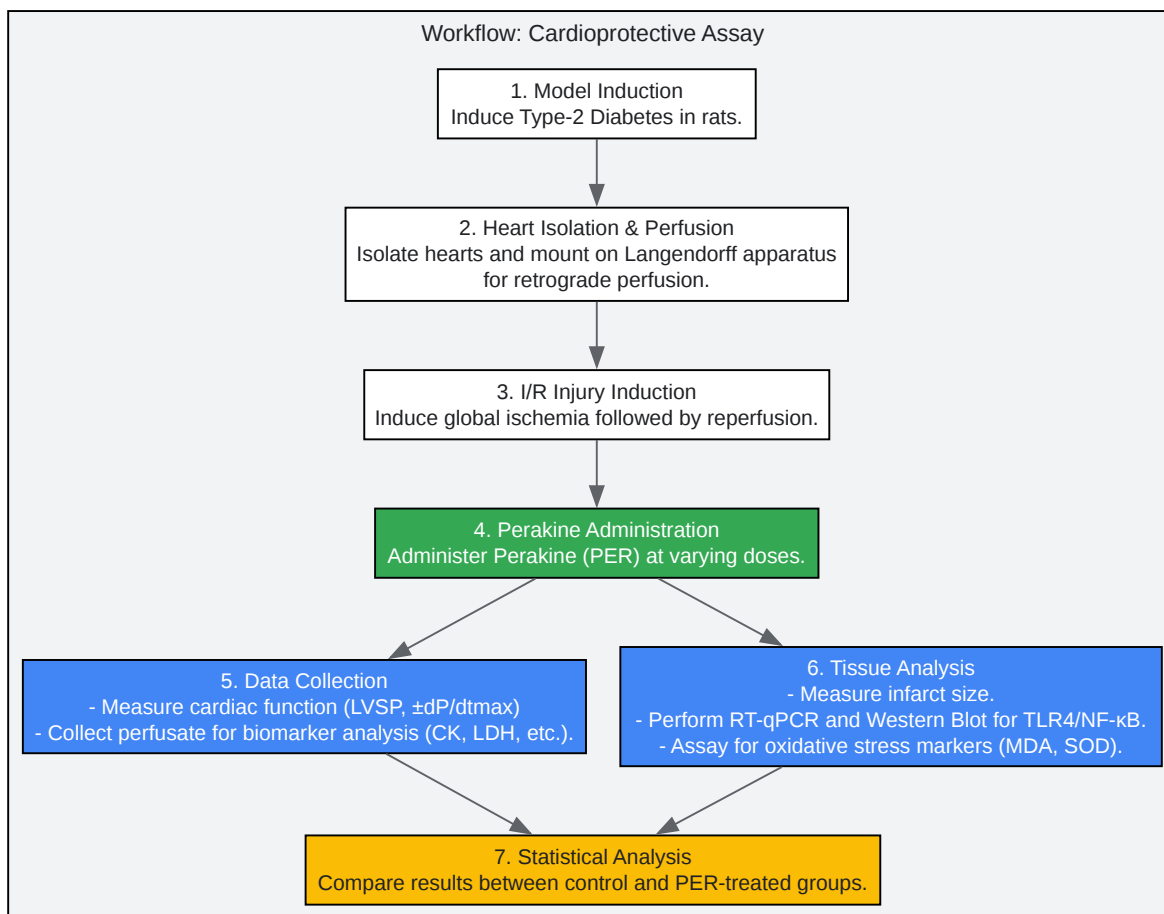 Workflow: Cardioprotective Assay
1. Model Induction
Induce Type-2 Diabetes in rats.
2. Heart Isolation & Perfusion
Isolate hearts and mount on Langendorff apparatus
for retrograde perfusion.
3. I/R Injury Induction
Induce global ischemia followed by reperfusion.
4. Perakine Administration
Administer Perakine (PER) at varying doses.
5. Data Collection
- Measure cardiac function (LVSP, ±dP/dtmax)
- Collect perfusate for biomarker analysis (CK, LDH, etc.).
6. Tissue Analysis
- Measure infarct size.
- Perform RT-qPCR and Western Blot for TLR4/NF-κB.
- Assay for oxidative stress markers (MDA, SOD).
7. Statistical Analysis
Compare results between control and PER-treated groups.